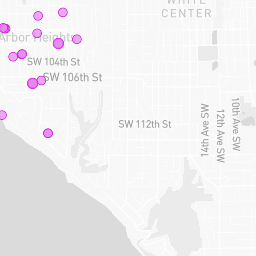 WHITE
CENTER
Arbor Heights
SW 104th St
SW 106th St
SW 112th St
14th Ave SW
12th Ave SW
10th Ave SW